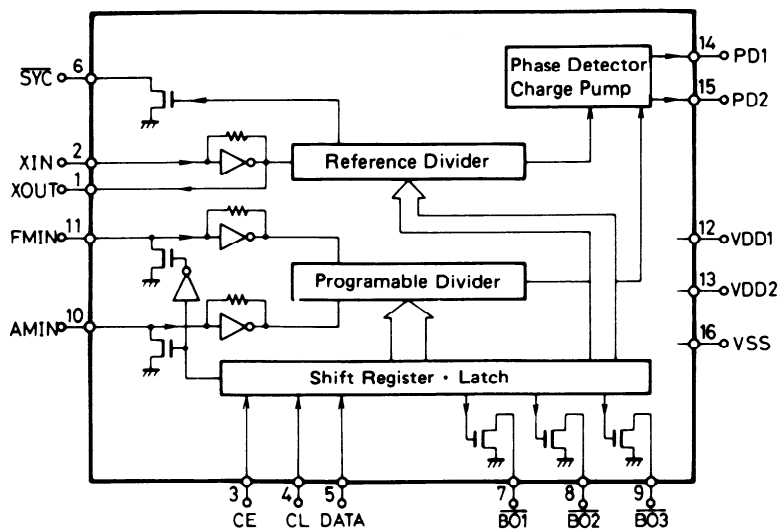 6
SYC
Phase Detector
Charge Pump
14
PD1
15
PD2
2
XIN
Reference Divider
1
XOUT
11
FMIN
12
VDD1
Programable Divider
13
VDD2
10
AMIN
16
VSS
Shift Register · Latch
3
4
5
7
8
9
CE
CL
DATA
BO1
BO2
BO3